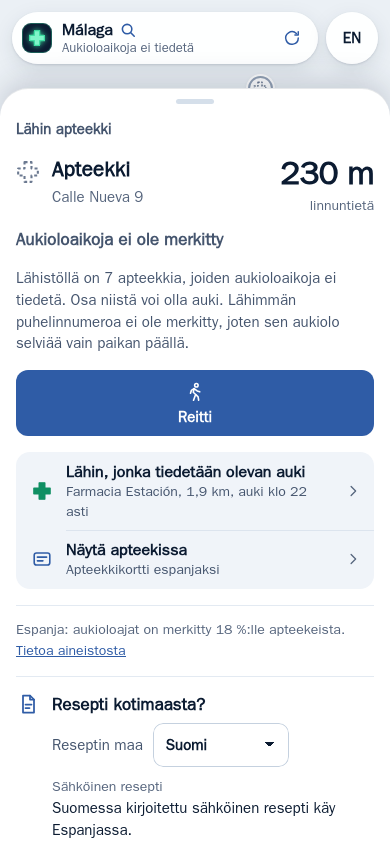 Málaga
Aukioloaikoja ei tiedetä
EN
Lähin apteekki
Apteekki
230 m
Calle Nueva 9
linnuntietä
Aukioloaikoja ei ole merkitty
Lähistöllä on 7 apteekkia, joiden aukioloaikoja ei
tiedetä. Osa niistä voi olla auki. Lähimmän
puhelinnumeroa ei ole merkitty, joten sen aukiolo
selviää vain paikan päällä.
Reitti
Lähin, jonka tiedetään olevan auki
Farmacia Estación, 1,9 km, auki klo 22
asti
Näytä apteekissa
Apteekkikortti espanjaksi
Espanja: aukioloajat on merkitty 18 %:lle apteekeista.
Tietoa aineistosta
Resepti kotimaasta?
Reseptin maa
Suomi
Sähköinen resepti
Suomessa kirjoitettu sähköinen resepti käy
Espanjassa.